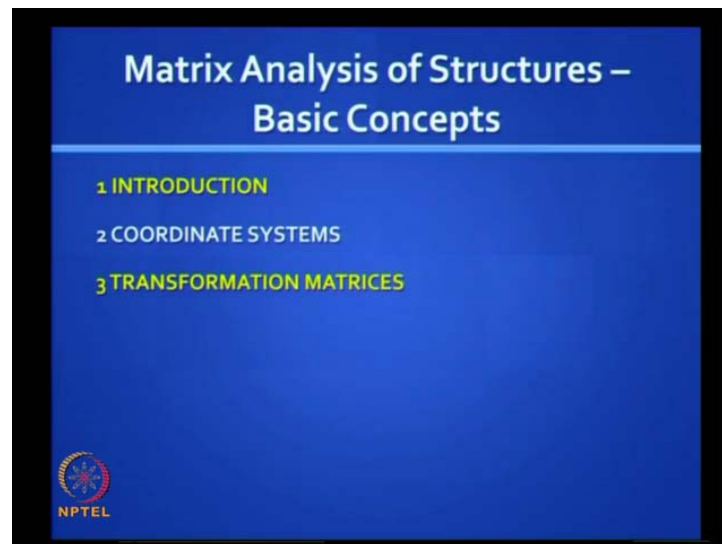 Matrix Analysis of Structures –
Basic Concepts
1 INTRODUCTION
2 COORDINATE SYSTEMS
3 TRANSFORMATION MATRICES
NPTEL